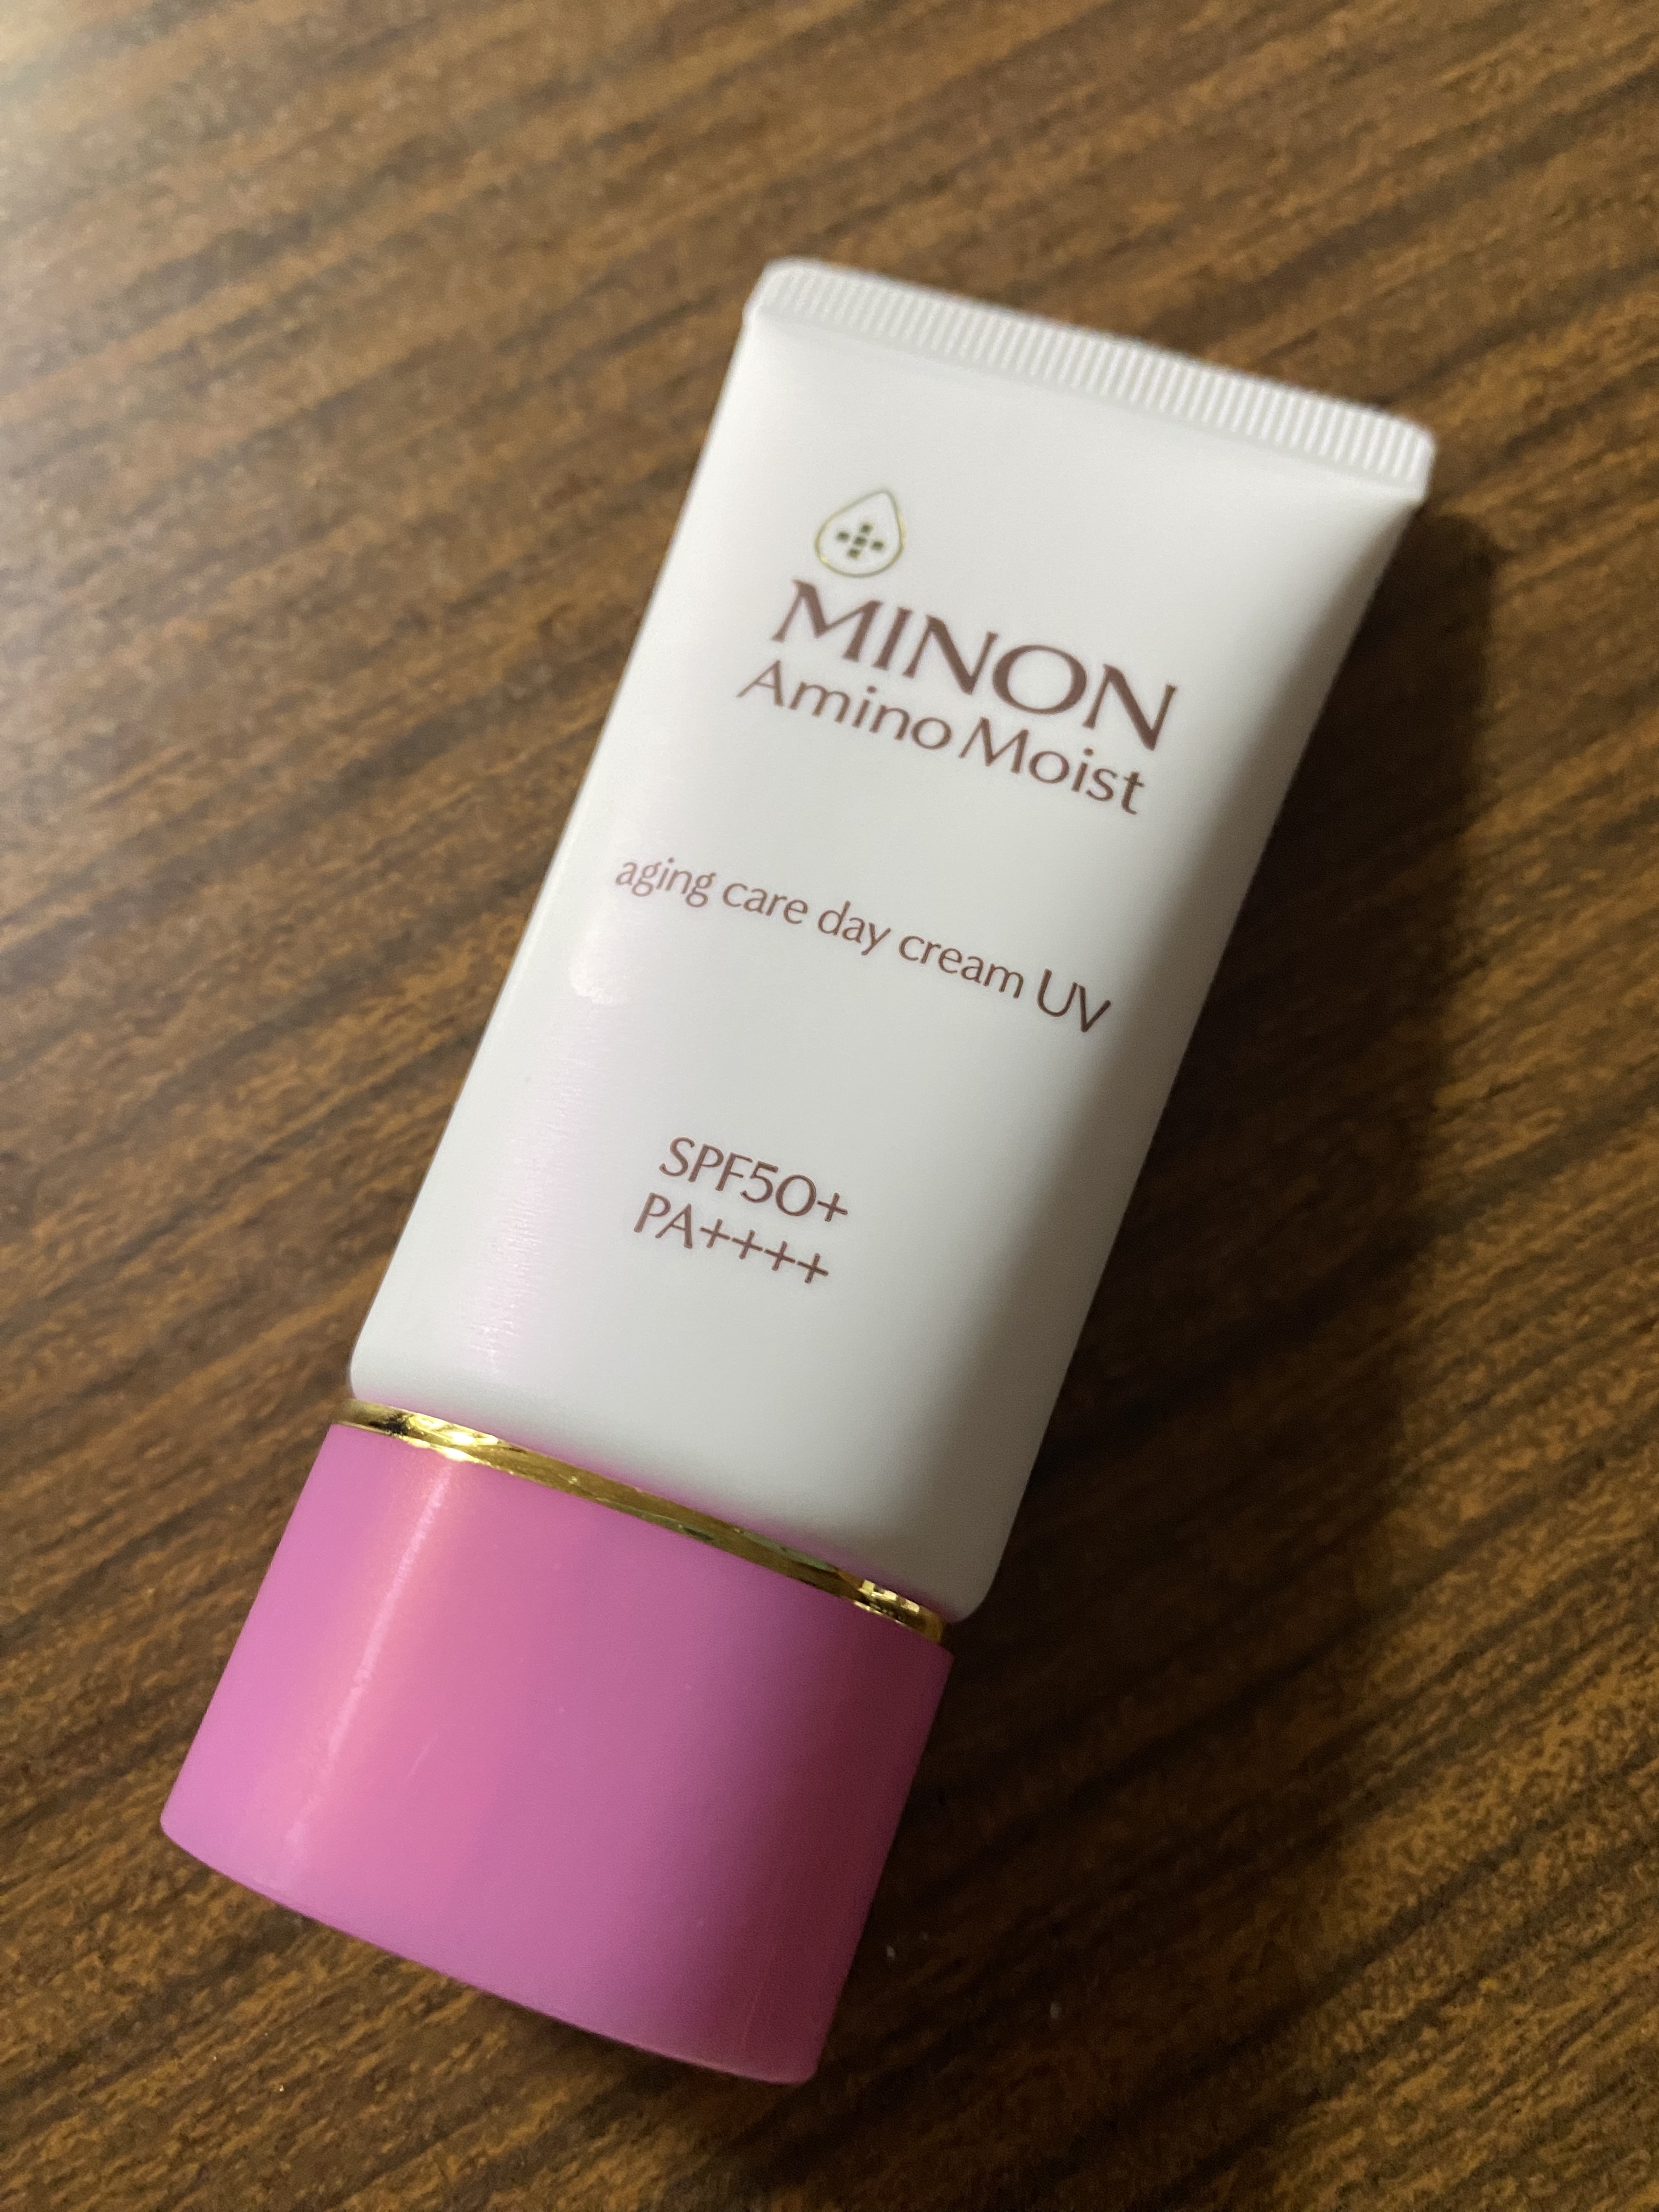 MINON
Amino Moist
aging care day cream UV
SPF50+
PA++++